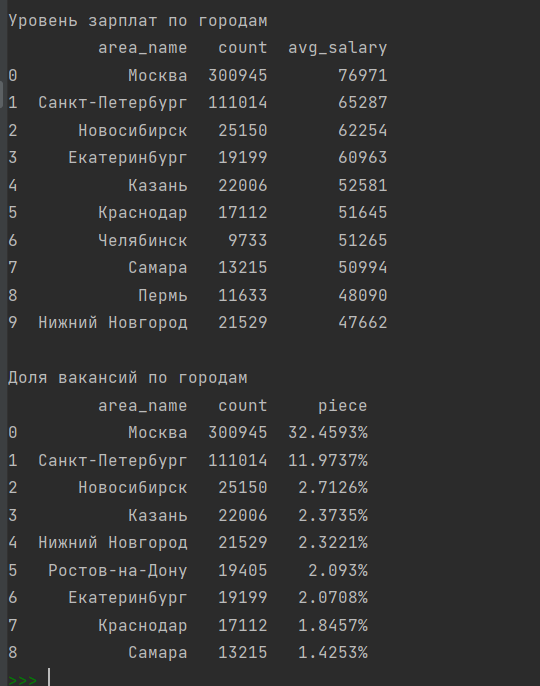 Уровень зарплат по городам
area_name count avg_salary
0 Москва 300945 76971
1 Санкт-Петербург 111014 65287
2 Новосибирск 25150 62254
3 Екатеринбург 19199 60963
4 Казань 22006 52581
5 Краснодар 17112 51645
6 Челябинск 9733 51265
7 Самара 13215 50994
8 Пермь 11633 48090
9 Нижний Новгород 21529 47662
Доля вакансий по городам
area_name count piece
0 Москва 300945 32.4593%
1 Санкт-Петербург 111014 11.9737%
2 Новосибирск 25150 2.7126%
3 Казань 22006 2.3735%
4 Нижний Новгород 21529 2.3221%
5 Ростов-на-Дону 19405 2.093%
6 Екатеринбург 19199 2.0708%
7 Краснодар 17112 1.8457%
8 Самара 13215 1.4253%
>>>